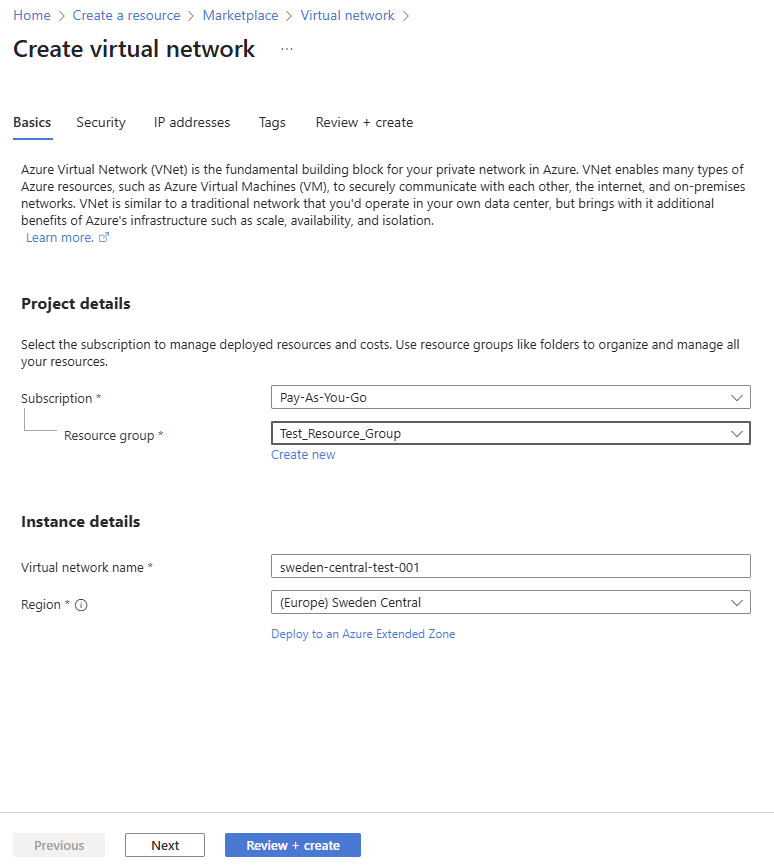 Home > Create a resource > Marketplace > Virtual network >
Create virtual network ...
Basics Security IP addresses Tags Review + create
Azure Virtual Network (VNet) is the fundamental building block for your private network in Azure. VNet enables many types of
Azure resources, such as Azure Virtual Machines (VM), to securely communicate with each other, the internet, and on-premises
networks. VNet is similar to a traditional network that you'd operate in your own data center, but brings with it additional
benefits of Azure's infrastructure such as scale, availability, and isolation.
Learn more.
Project details
Select the subscription to manage deployed resources and costs. Use resource groups like folders to organize and manage all
your resources.
Subscription * Pay-As-You-Go
Resource group * Test_Resource_Group
Create new
Instance details
Virtual network name * sweden-central-test-001
Region * (Europe) Sweden Central
Deploy to an Azure Extended Zone
Previous Next Review + create